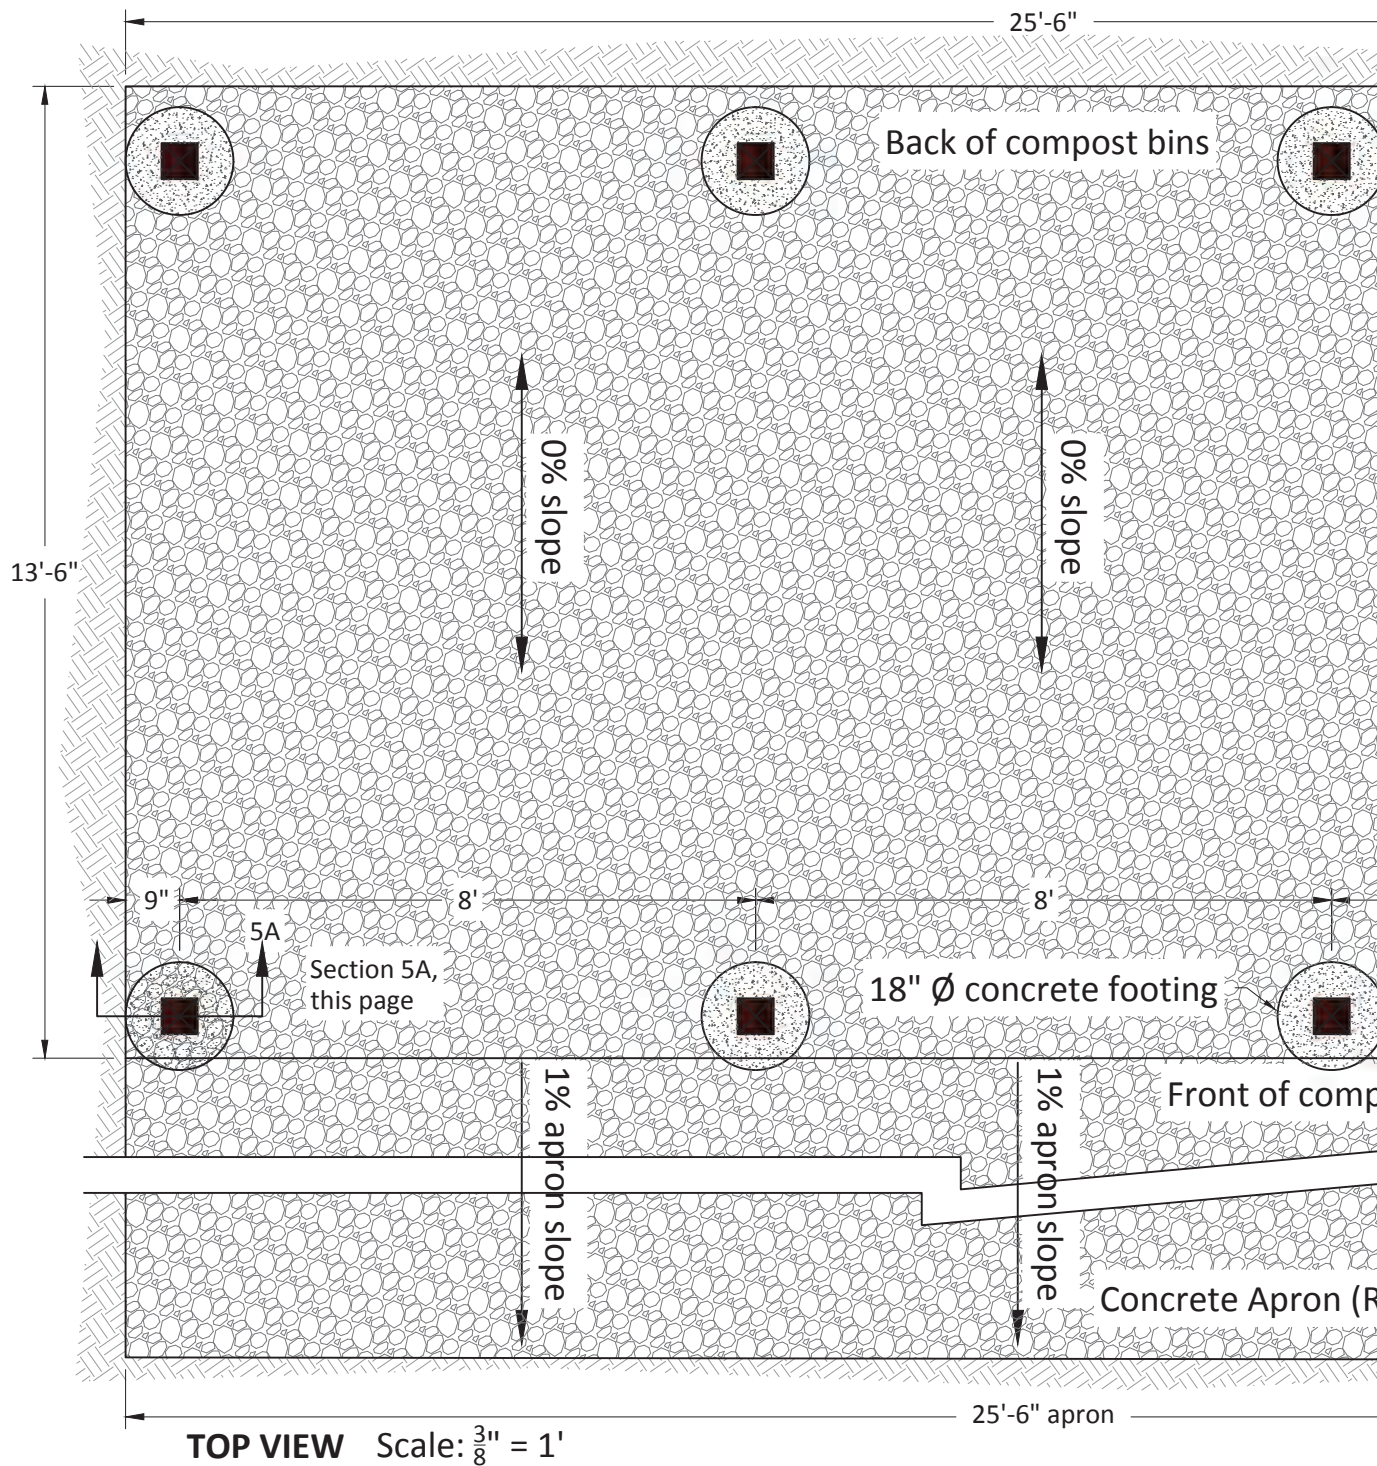 25'-6"
Back of compost bins
0% slope
0% slope
13'-6"
9"
8'
8'
5A
Section 5A,
this page
18" Ø concrete footing
1% apron slope
1% apron slope
Front of comp
Concrete Apron (R
25'-6" apron
TOP VIEW Scale: 3/8" = 1'